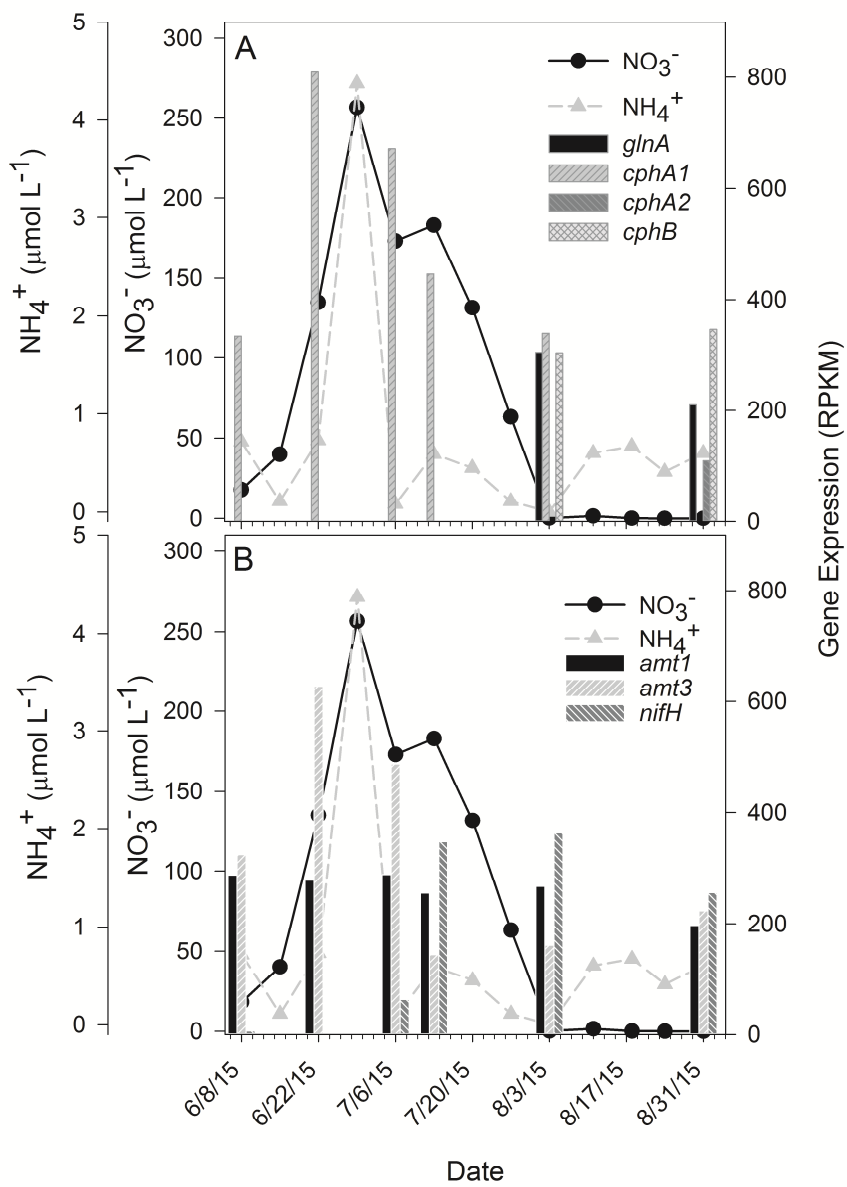 A
NO₃⁻
NH₄⁺
glnA
cphA1
cphA2
cphB
5
4
3
2
1
0
NH₄⁺ (μmol L⁻¹)
300
250
200
150
100
50
0
NO₃⁻ (μmol L⁻¹)
800
600
400
200
0
Gene Expression (RPKM)
B
NO₃⁻
NH₄⁺
amt1
amt3
nifH
5
4
3
2
1
0
NH₄⁺ (μmol L⁻¹)
300
250
200
150
100
50
0
NO₃⁻ (μmol L⁻¹)
800
600
400
200
0
6/8/15
6/22/15
7/6/15
7/20/15
8/3/15
8/17/15
8/31/15
Date